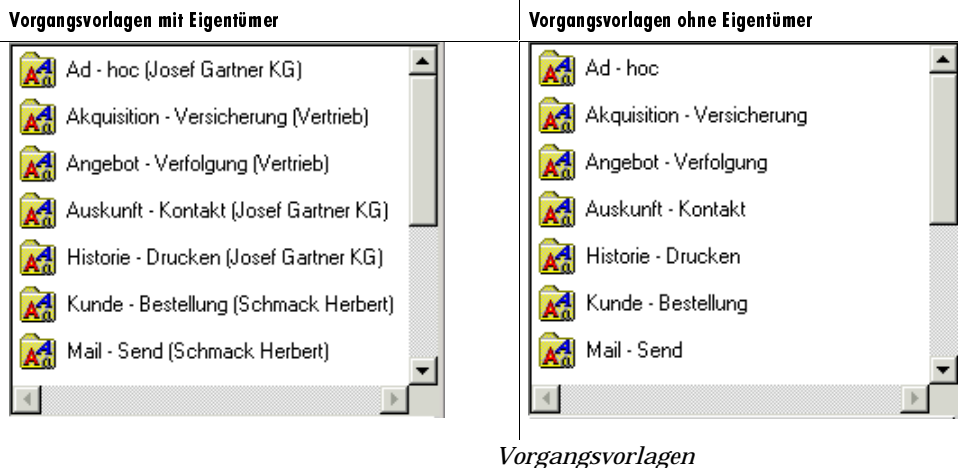 Vorgangsvorlagen mit Eigentümer
Ad - hoc (Josef Gartner KG)
Akquisition - Versicherung (Vertrieb)
Angebot - Verfolgung (Vertrieb)
Auskunft - Kontakt (Josef Gartner KG)
Historie - Drucken (Josef Gartner KG)
Kunde - Bestellung (Schmack Herbert)
Mail - Send (Schmack Herbert)
Vorgangsvorlagen ohne Eigentümer
Ad - hoc
Akquisition - Versicherung
Angebot - Verfolgung
Auskunft - Kontakt
Historie - Drucken
Kunde - Bestellung
Mail - Send
Vorgangsvorlagen